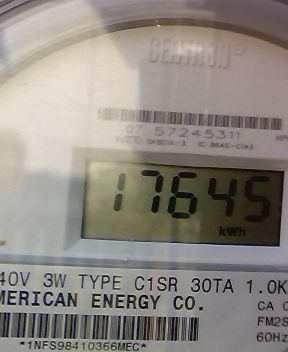 CENTRON®
07 57245311
17645
kWh
40V 3W TYPE C1SR 30TA 1.0K
MERICAN ENERGY CO.
CA 0
FM2S
60Hz
*1NFS98410366MEC*